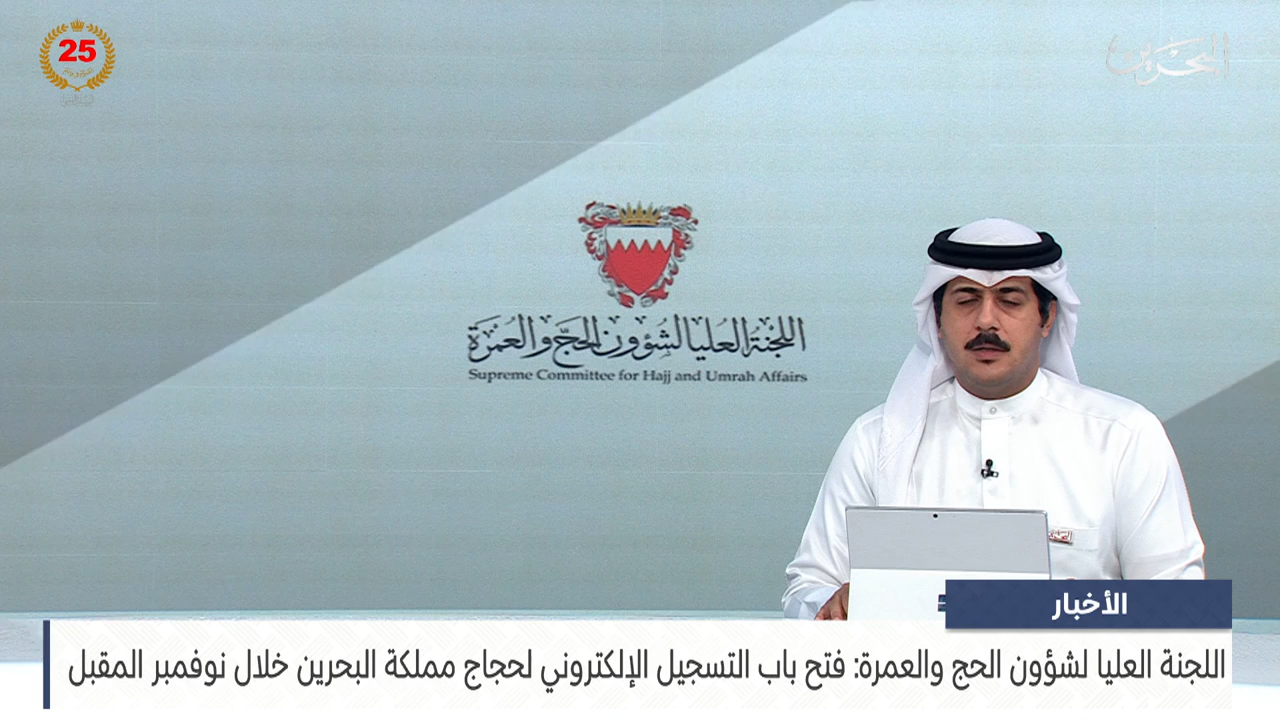 25
البحرين
اللجنة العليا لشؤون الحج والعمرة
Supreme Committee for Hajj and Umrah Affairs
الأخبار
اللجنة العليا لشؤون الحج والعمرة: فتح باب التسجيل الإلكتروني لحجاج مملكة البحرين خلال نوفمبر المقبل